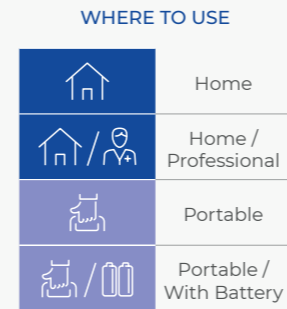 WHERE TO USE
Home
Home /
Professional
Portable
Portable /
With Battery